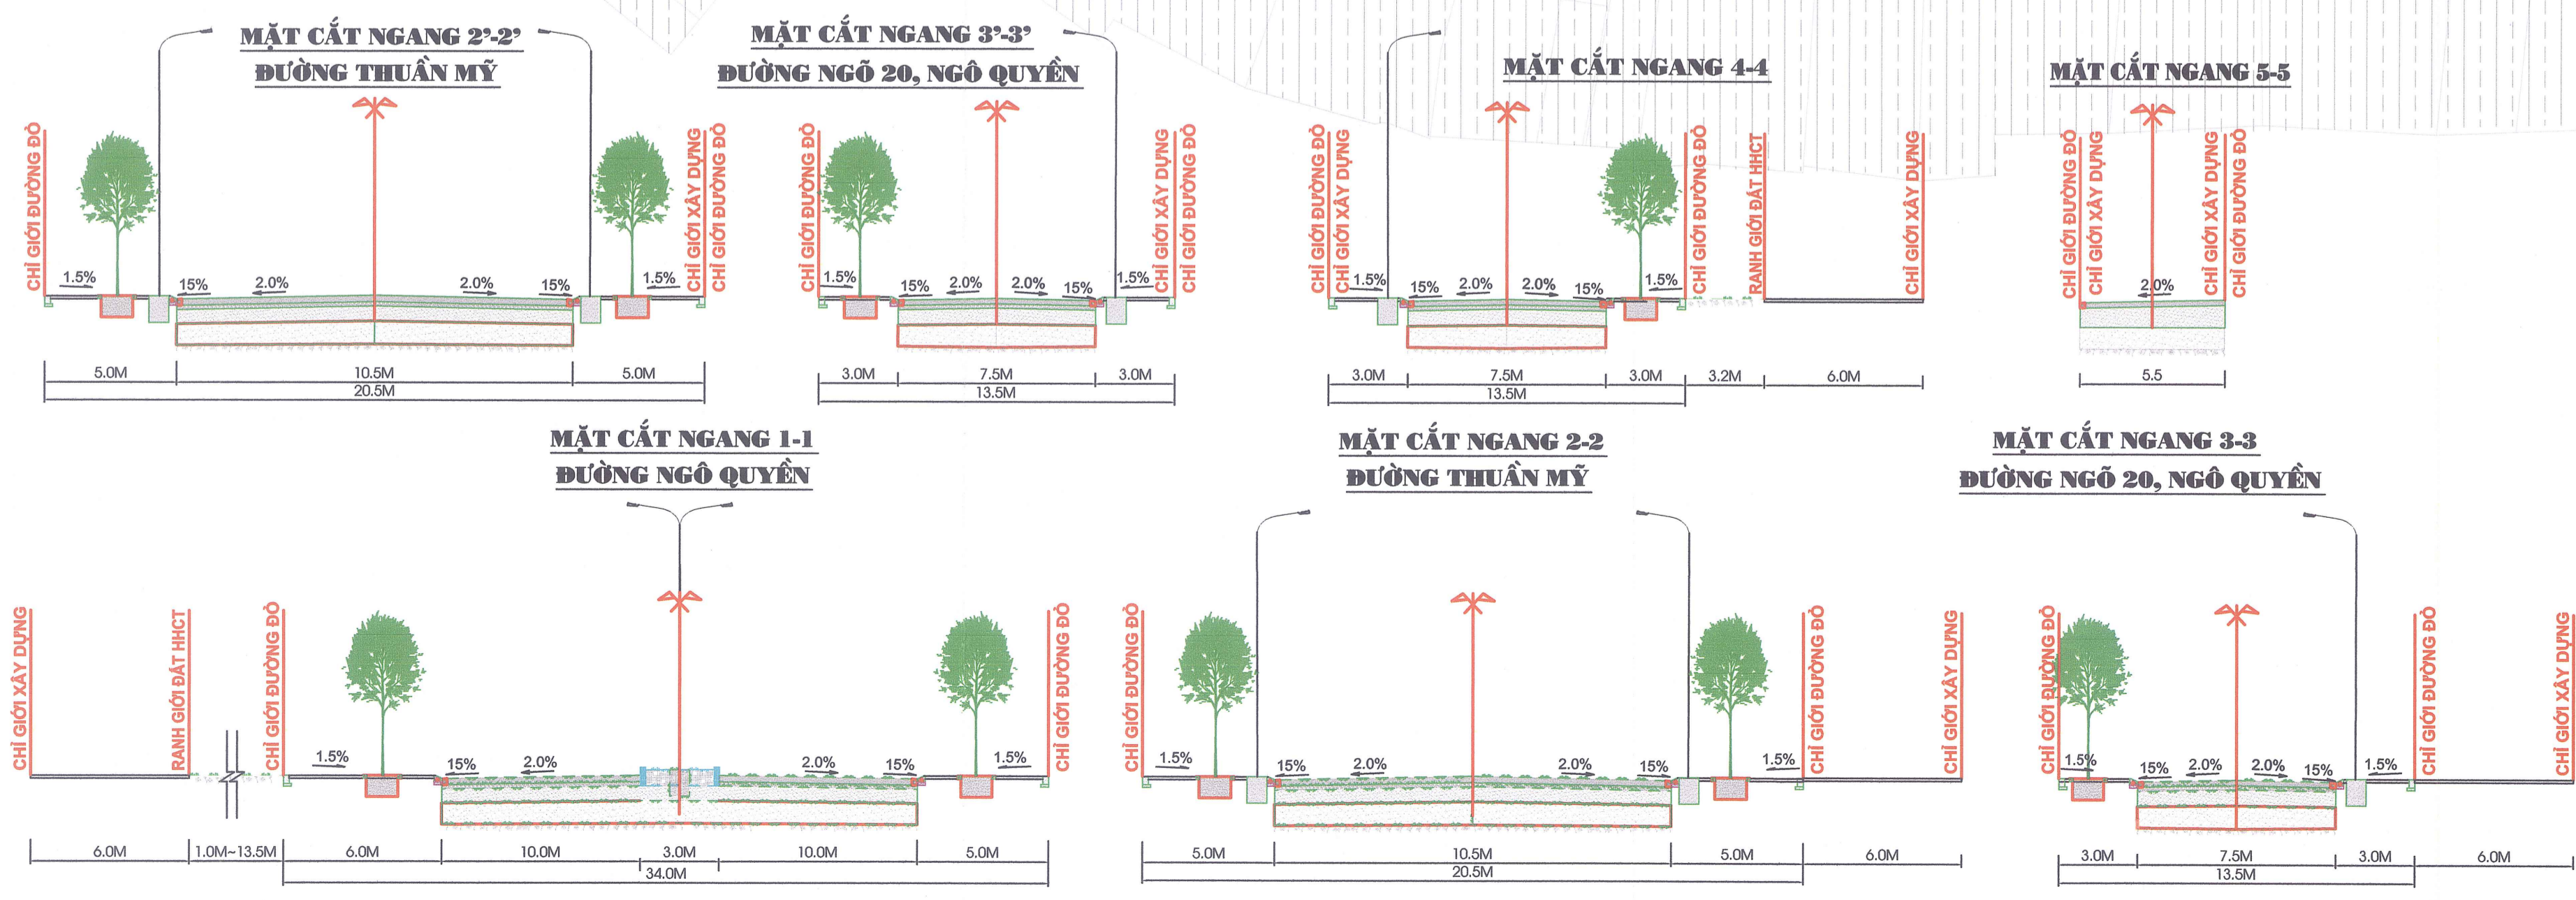 MẶT CẮT NGANG 2'-2'
ĐƯỜNG THUẦN MỸ
CHỈ GIỚI ĐƯỜNG ĐỎ
CHỈ GIỚI XÂY DỰNG
CHỈ GIỚI ĐƯỜNG ĐỎ
1.5%
15%
2.0%
2.0%
15%
1.5%
5.0M
10.5M
5.0M
20.5M
MẶT CẮT NGANG 3'-3'
ĐƯỜNG NGÕ 20, NGÔ QUYỀN
CHỈ GIỚI ĐƯỜNG ĐỎ
CHỈ GIỚI XÂY DỰNG
CHỈ GIỚI ĐƯỜNG ĐỎ
1.5%
15%
2.0%
2.0%
15%
1.5%
3.0M
7.5M
3.0M
13.5M
MẶT CẮT NGANG 4-4
CHỈ GIỚI ĐƯỜNG ĐỎ
CHỈ GIỚI XÂY DỰNG
CHỈ GIỚI ĐƯỜNG ĐỎ
RANH GIỚI ĐẤT HHCT
CHỈ GIỚI XÂY DỰNG
1.5%
15%
2.0%
2.0%
15%
1.5%
3.0M
7.5M
3.0M
3.2M
6.0M
13.5M
MẶT CẮT NGANG 5-5
CHỈ GIỚI ĐƯỜNG ĐỎ
CHỈ GIỚI XÂY DỰNG
CHỈ GIỚI XÂY DỰNG
CHỈ GIỚI ĐƯỜNG ĐỎ
2.0%
5.5
MẶT CẮT NGANG 1-1
ĐƯỜNG NGÔ QUYỀN
CHỈ GIỚI XÂY DỰNG
RANH GIỚI ĐẤT HHCT
CHỈ GIỚI ĐƯỜNG ĐỎ
CHỈ GIỚI ĐƯỜNG ĐỎ
1.5%
15%
2.0%
2.0%
15%
1.5%
6.0M
1.0M~13.5M
6.0M
10.0M
3.0M
10.0M
5.0M
34.0M
MẶT CẮT NGANG 2-2
ĐƯỜNG THUẦN MỸ
CHỈ GIỚI ĐƯỜNG ĐỎ
CHỈ GIỚI ĐƯỜNG ĐỎ
CHỈ GIỚI XÂY DỰNG
1.5%
15%
2.0%
2.0%
15%
1.5%
5.0M
10.5M
5.0M
6.0M
20.5M
MẶT CẮT NGANG 3-3
ĐƯỜNG NGÕ 20, NGÔ QUYỀN
CHỈ GIỚI ĐƯỜNG ĐỎ
CHỈ GIỚI ĐƯỜNG ĐỎ
CHỈ GIỚI XÂY DỰNG
1.5%
15%
2.0%
2.0%
15%
1.5%
3.0M
7.5M
3.0M
6.0M
13.5M